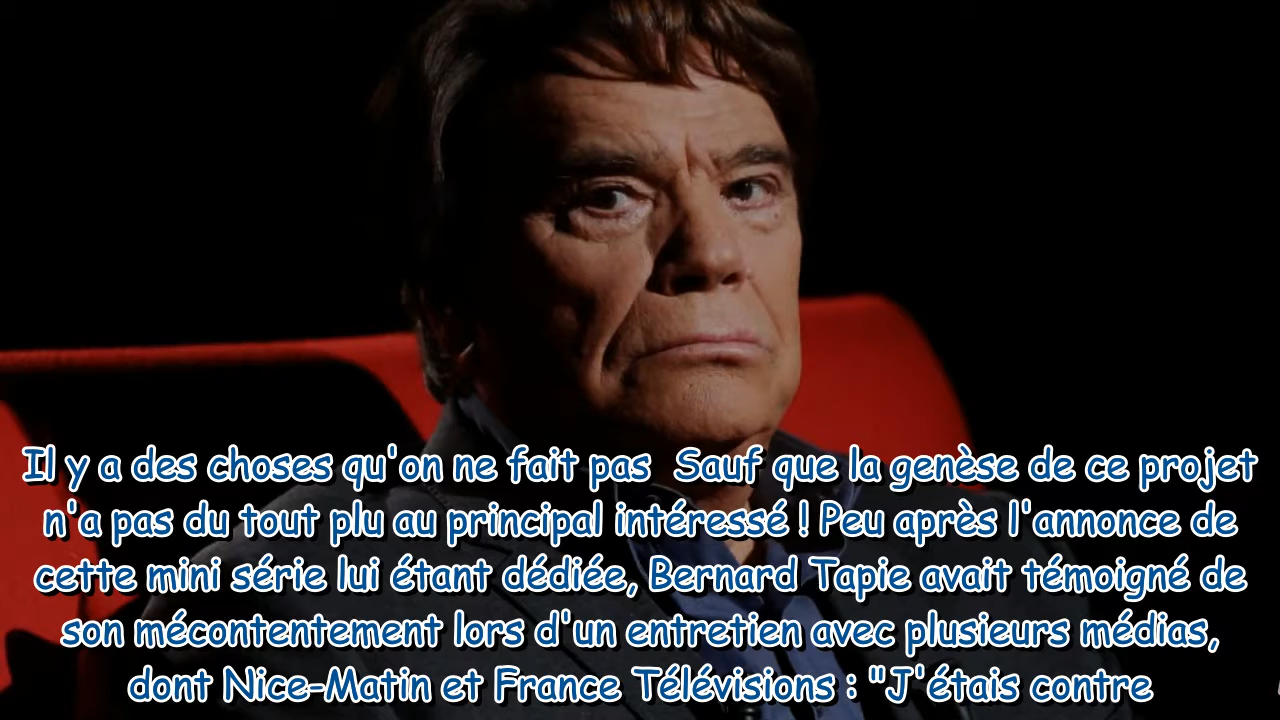 Il y a des choses qu'on ne fait pas  Sauf que la genèse de ce projet
n'a pas du tout plu au principal intéressé ! Peu après l'annonce de
cette mini série lui étant dédiée, Bernard Tapie avait témoigné de
son mécontentement lors d'un entretien avec plusieurs médias,
dont Nice-Matin et France Télévisions : "J'étais contre